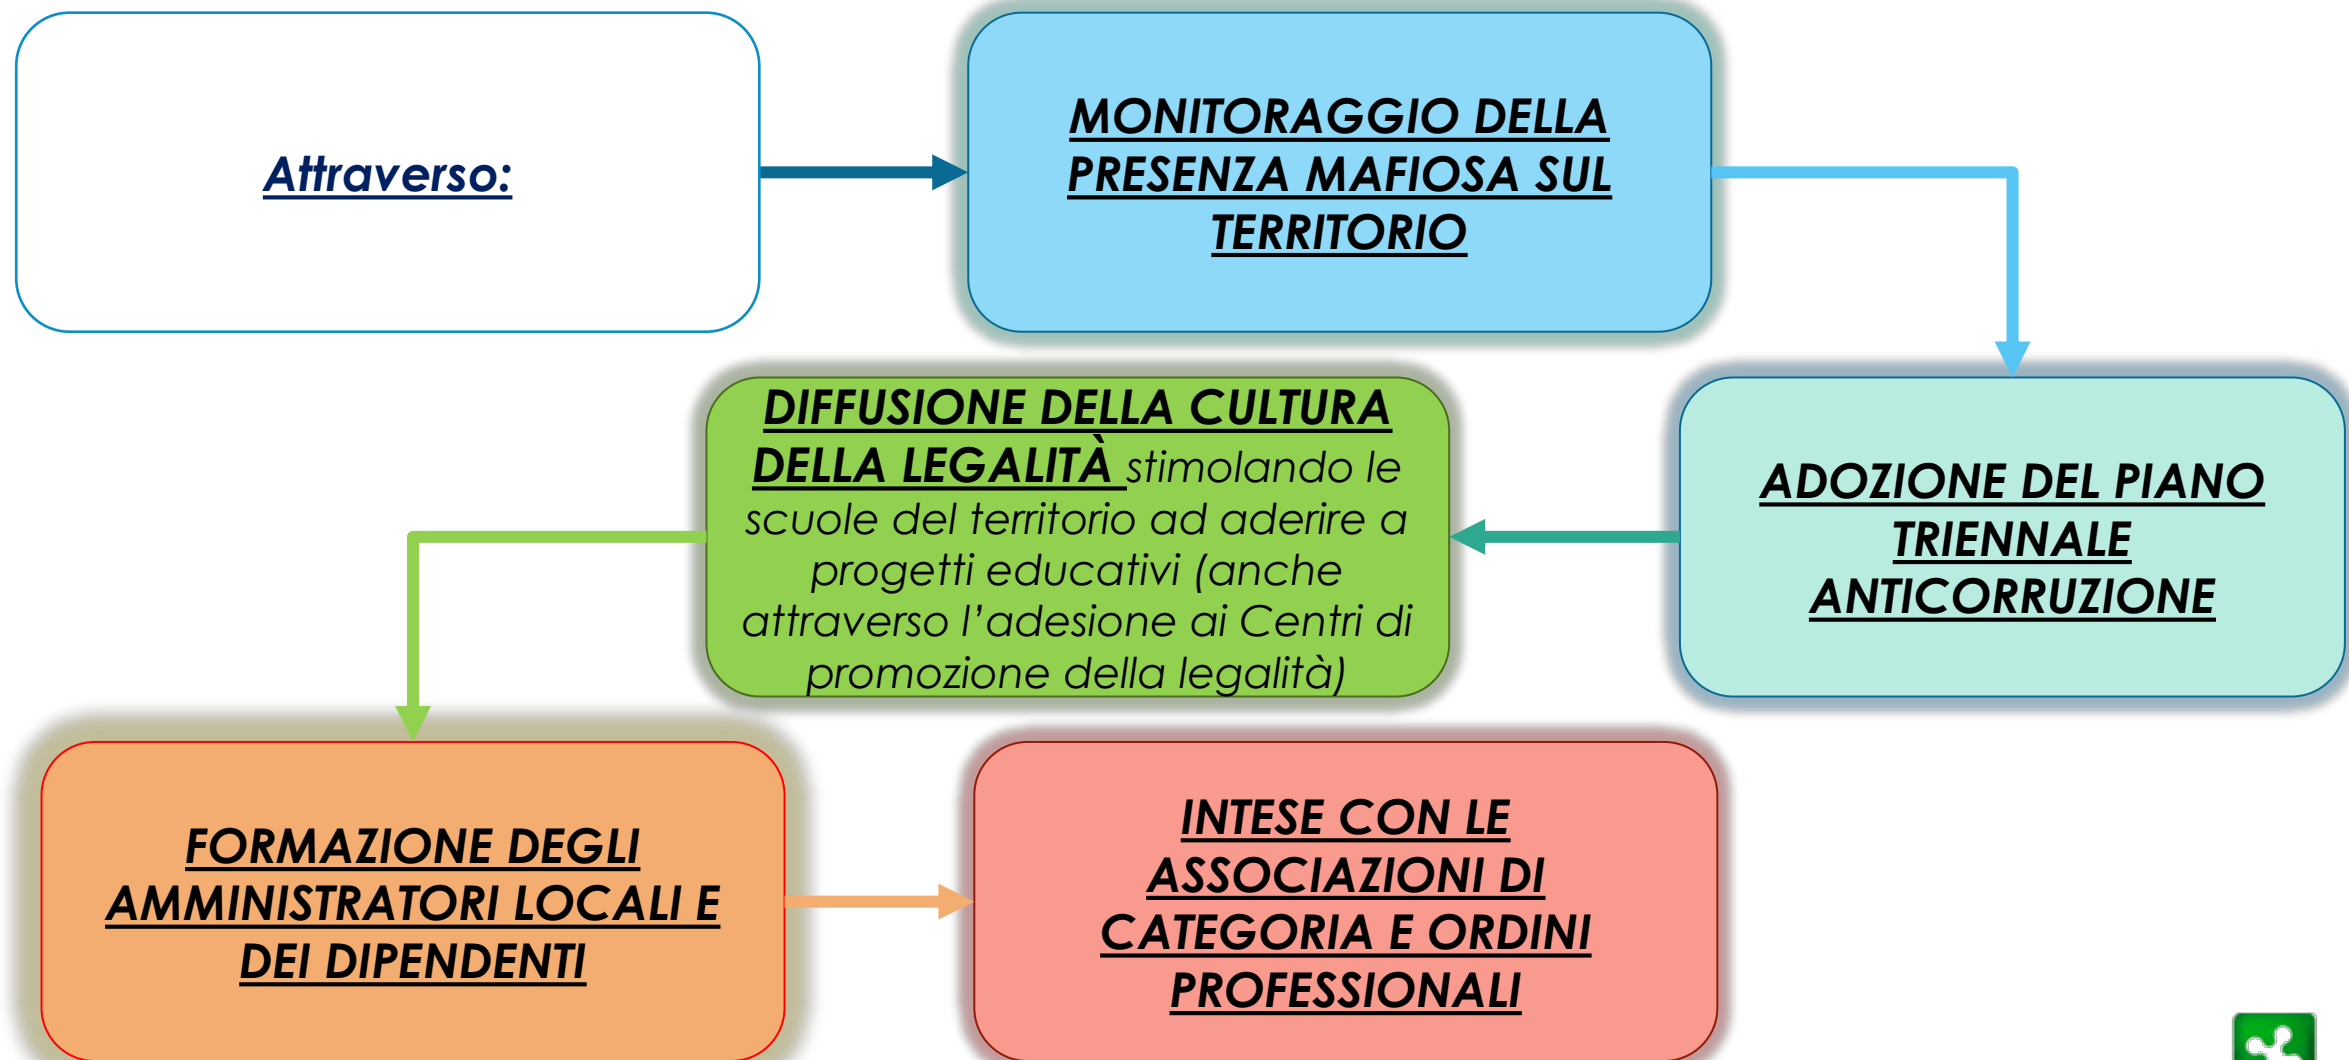 Attraverso:
MONITORAGGIO DELLA
PRESENZA MAFIOSA SUL
TERRITORIO
ADOZIONE DEL PIANO
TRIENNALE
ANTICORRUZIONE
DIFFUSIONE DELLA CULTURA
DELLA LEGALITÀ stimolando le
scuole del territorio ad aderire a
progetti educativi (anche
attraverso l’adesione ai Centri di
promozione della legalità)
FORMAZIONE DEGLI
AMMINISTRATORI LOCALI E
DEI DIPENDENTI
INTESE CON LE
ASSOCIAZIONI DI
CATEGORIA E ORDINI
PROFESSIONALI